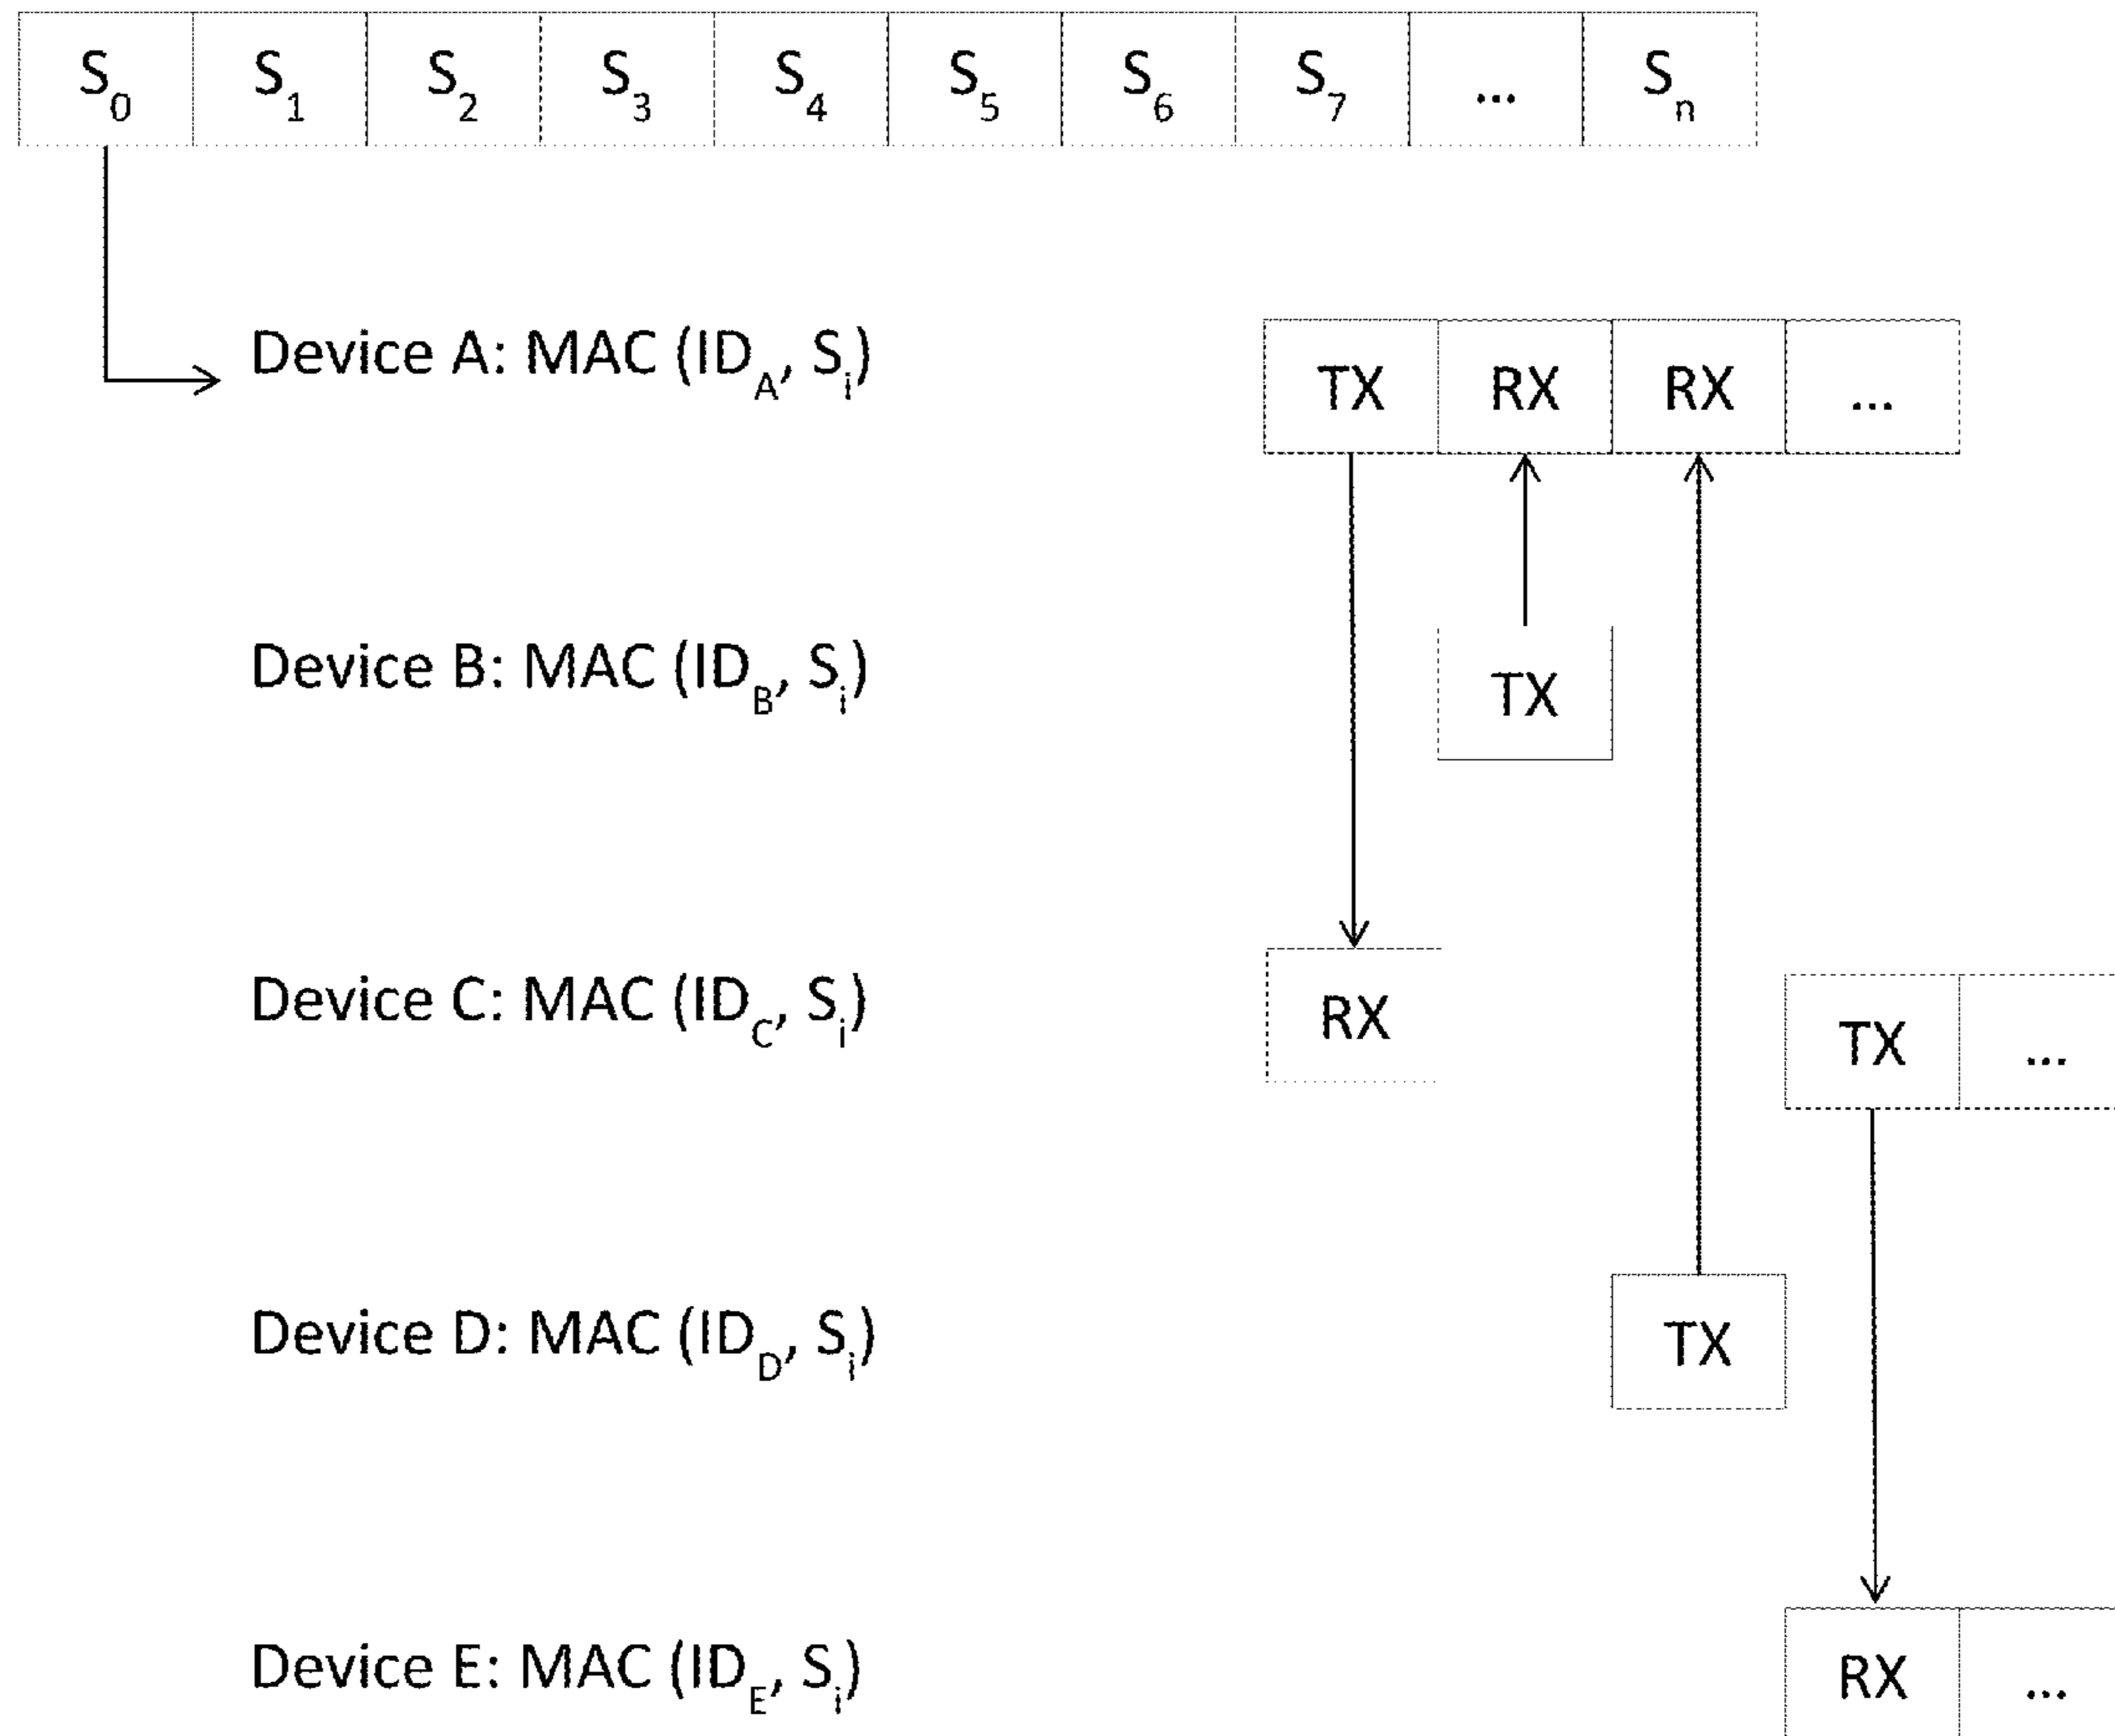 S0 S1 S2 S3 S4 S5 S6 S7 ... Sn
Device A: MAC (IDA, Si) TX RX RX ...
Device B: MAC (IDB, Si) TX
Device C: MAC (IDC, Si) RX TX ...
Device D: MAC (IDD, Si) TX
Device E: MAC (IDE, Si) RX ...